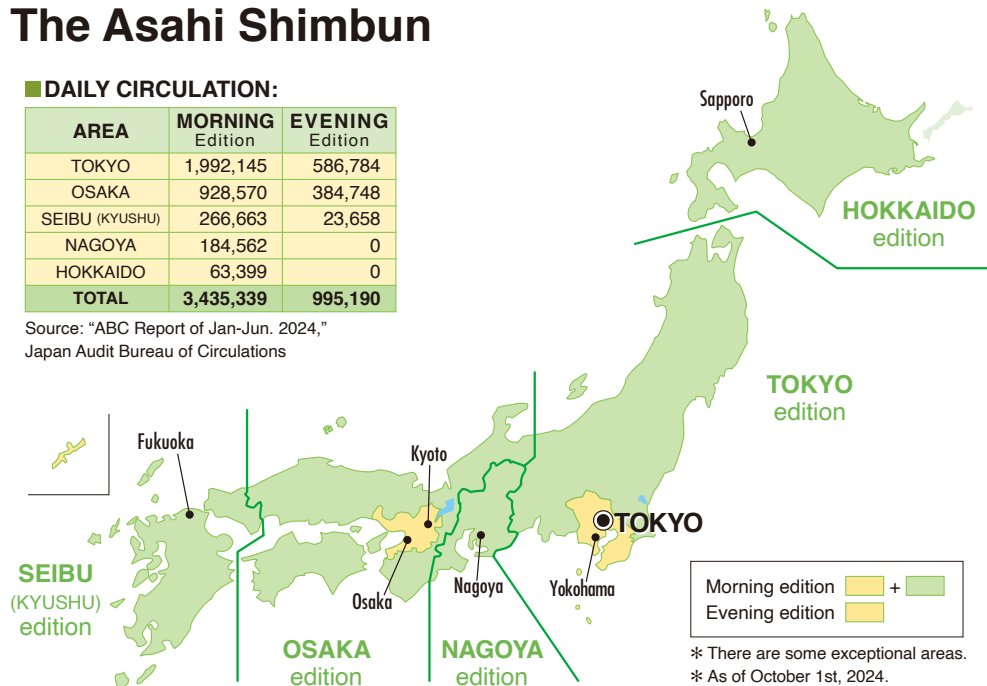 The Asahi Shimbun
■DAILY CIRCULATION:
AREA MORNING Edition EVENING Edition
TOKYO 1,992,145 586,784
OSAKA 928,570 384,748
SEIBU (KYUSHU) 266,663 23,658
NAGOYA 184,562 0
HOKKAIDO 63,399 0
TOTAL 3,435,339 995,190
Source: “ABC Report of Jan-Jun. 2024,”
Japan Audit Bureau of Circulations
Sapporo
HOKKAIDO
edition
TOKYO
edition
Fukuoka
Kyoto
TOKYO
SEIBU
(KYUSHU)
edition
Osaka
Nagoya
Yokohama
OSAKA
edition
NAGOYA
edition
Morning edition +
Evening edition
* There are some exceptional areas.
* As of October 1st, 2024.